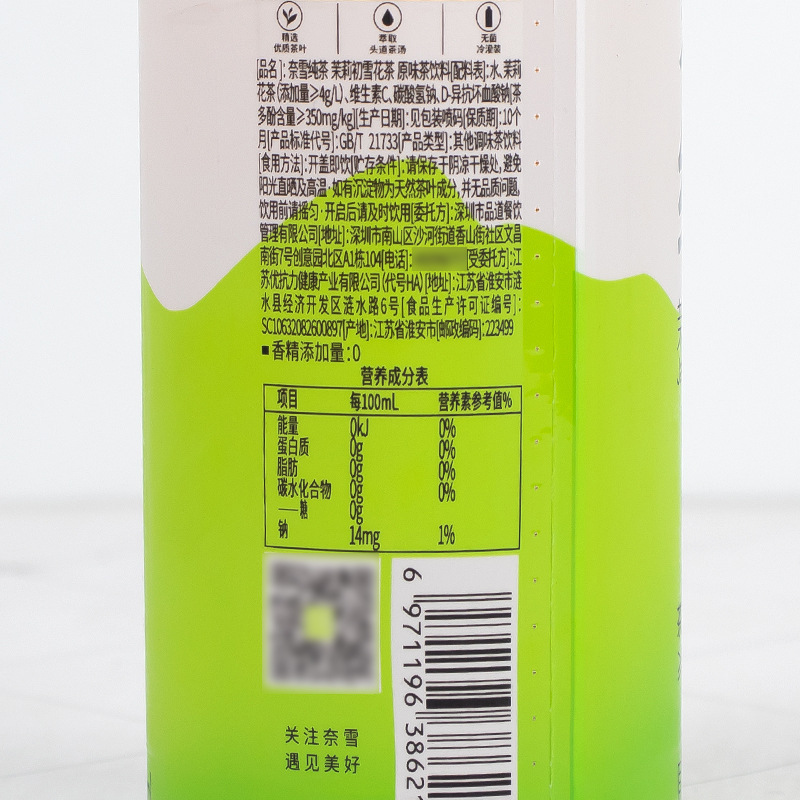 精选
优质茶叶
萃取
头道茶汤
无菌
冷灌装
[品名]: 奈雪纯茶 茉莉初雪花茶 原味茶饮料[配料表]:水、茉莉
花茶(添加量≥4g/L)、维生素C、碳酸氢钠、D-异抗坏血酸钠[茶
多酚含量≥350mg/kg][生产日期]:见包装喷码[保质期]:10个
月[产品标准代号]:GB/T 21733[产品类型]:其他调味茶饮料
[食用方法]:开盖即饮[贮存条件]:请保存于阴凉干燥处,避免
阳光直晒及高温·如有沉淀物为天然茶叶成分,并无品质问题,
饮用前请摇匀·开启后请及时饮用[委托方]:深圳市品道餐饮
管理有限公司[地址]:深圳市南山区沙河街道香山街社区文昌
南街7号创意园北区A1栋104[电话]: [受委托方]:江
苏优抗力健康产业有限公司(代号HA)[地址]:江苏省淮安市涟
水县经济开发区涟水路6号[食品生产许可证编号]:
SC10632082600897[产地]:江苏省淮安市[邮政编码]:223499
■香精添加量:0
营养成分表
项目 每100mL 营养素参考值%
能量 0kJ 0%
蛋白质 0g 0%
脂肪 0g 0%
碳水化合物 0g 0%
——糖 0g
钠 14mg 1%
6 971196 38621
关注奈雪
遇见美好